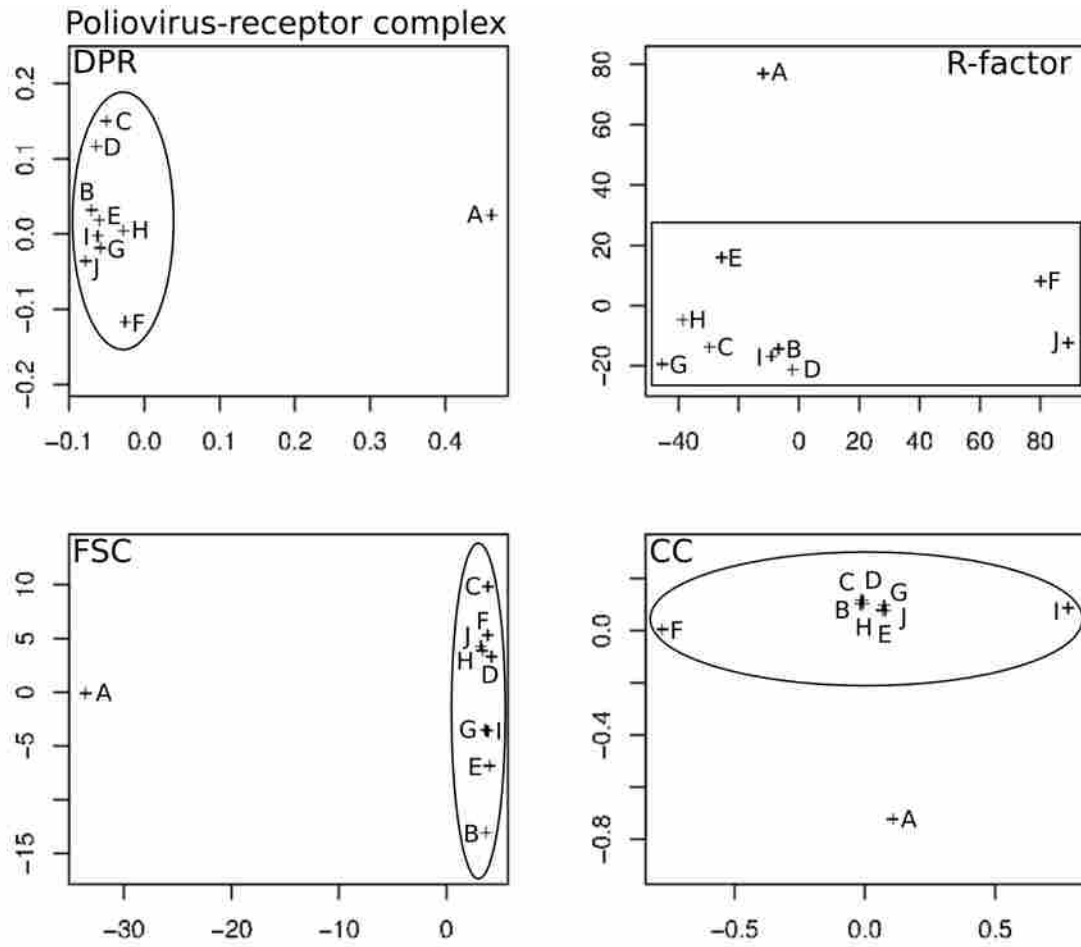 Poliovirus-receptor complex
DPR
0.2
0.1
0.0
−0.1
−0.2
C
D
B
E
H
I
G
J
F
A
−0.1 0.0 0.1 0.2 0.3 0.4
R-factor
80
60
40
20
0
−20
A
E
F
H
C
I
B
J
G
D
−40 0 20 40 60 80
FSC
10
5
0
−5
−15
C
F
J
H
D
A
G
I
E
B
−30 −20 −10 0
CC
0.0
−0.4
−0.8
C
D
G
B
J
I
F
H
E
A
−0.5 0.0 0.5